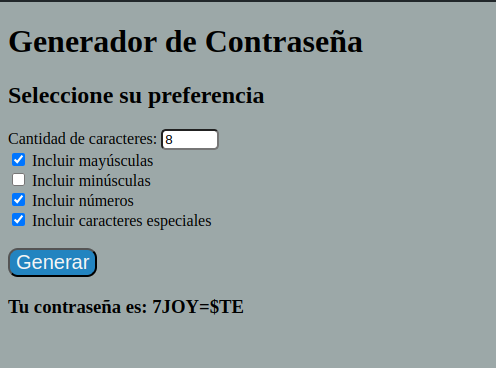 Generador de Contraseña
Seleccione su preferencia
Cantidad de caracteres: 8
Incluir mayúsculas
Incluir minúsculas
Incluir números
Incluir caracteres especiales
Generar
Tu contraseña es: 7JOY=$TE